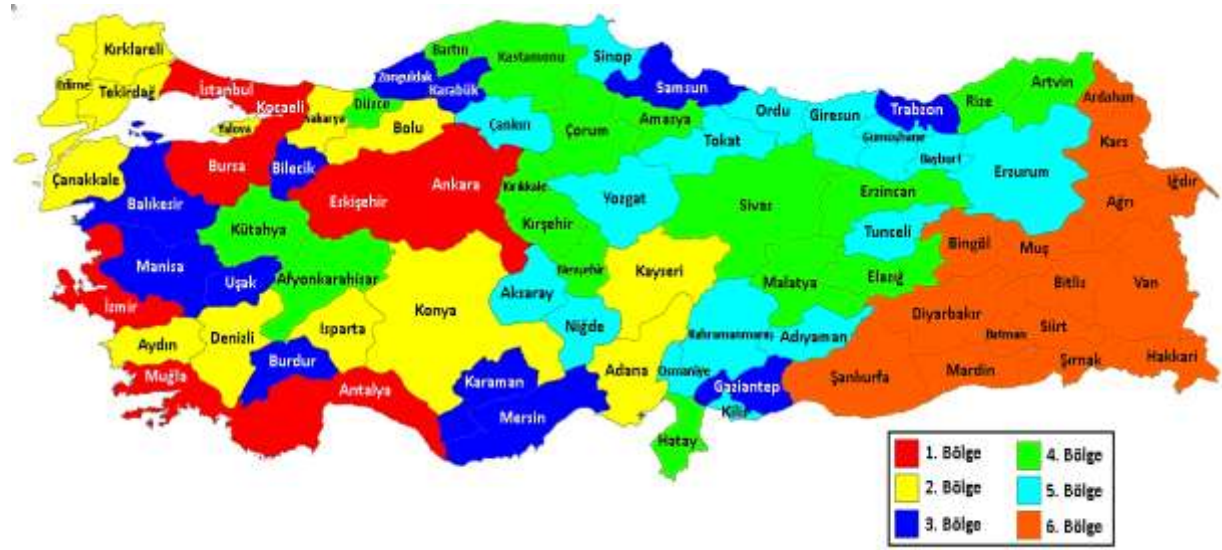 Kırklareli
Edirne
Tekirdağ
İstanbul
Kocaeli
Yalova
Sakarya
Düzce
Bolu
Zonguldak
Bartın
Karabük
Kastamonu
Sinop
Samsun
Çankırı
Çorum
Amasya
Ordu
Tokat
Giresun
Trabzon
Gümüşhane
Bayburt
Rize
Artvin
Ardahan
Kars
Iğdır
Erzurum
Ağrı
Çanakkale
Balıkesir
Bursa
Bilecik
Eskişehir
Ankara
Kırıkkale
Kırşehir
Yozgat
Sivas
Erzincan
Tunceli
Bingöl
Muş
Bitlis
Van
Kütahya
Manisa
Uşak
Afyonkarahisar
İzmir
Aydın
Denizli
Isparta
Konya
Aksaray
Nevşehir
Niğde
Kayseri
Malatya
Elazığ
Diyarbakır
Batman
Siirt
Şırnak
Hakkari
Muğla
Burdur
Antalya
Karaman
Mersin
Adana
Kahramanmaraş
Adıyaman
Osmaniye
Gaziantep
Kilis
Hatay
Şanlıurfa
Mardin
1. Bölge
2. Bölge
3. Bölge
4. Bölge
5. Bölge
6. Bölge